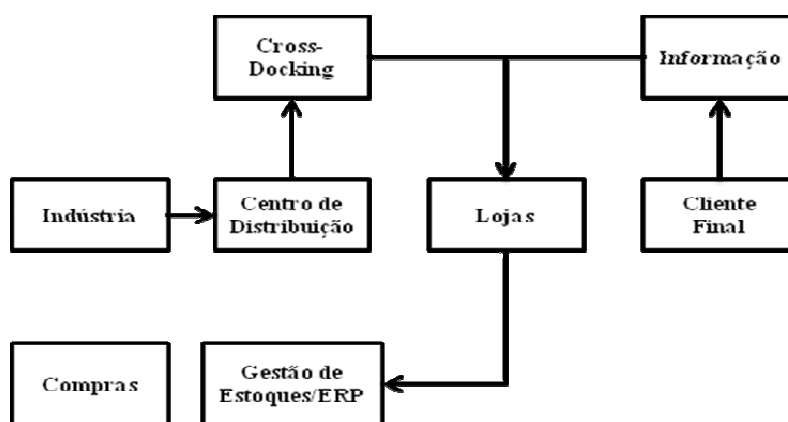 Cross-
Docking
Informação
Indústria
Centro de
Distribuição
Lojas
Cliente
Final
Compras
Gestão de
Estoques/ERP